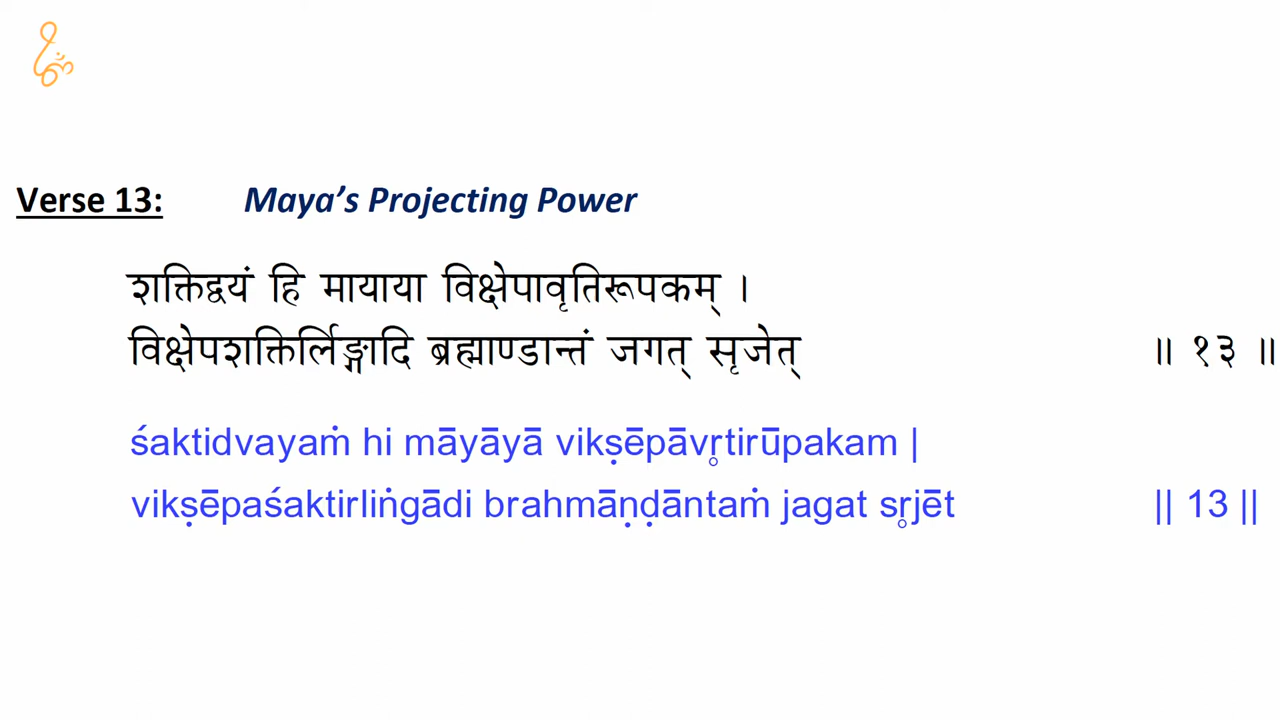 Verse 13: Maya's Projecting Power
शक्तिद्वयं हि मायाया विक्षेपावृतिरूपकम् ।
विक्षेपशक्तिर्लिङ्गादि ब्रह्माण्डान्तं जगत् सृजेत् ॥ १३ ॥
śaktidvayaṁ hi māyāyā vikṣēpāvr̥tirūpakam |
vikṣēpaśaktirliṅgādi brahmāṇḍāntaṁ jagat sr̥jēt || 13 ||